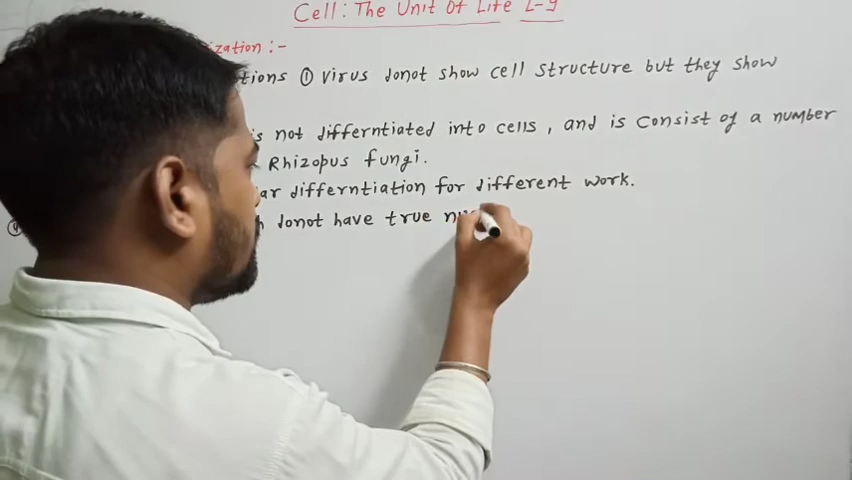 Cell: The Unit Of Life L-9
ization :-
tions ① virus donot show cell structure but they show
is not differntiated into cells, and is consist of a number
Rhizopus fungi.
ar differntiation for different work.
donot have true